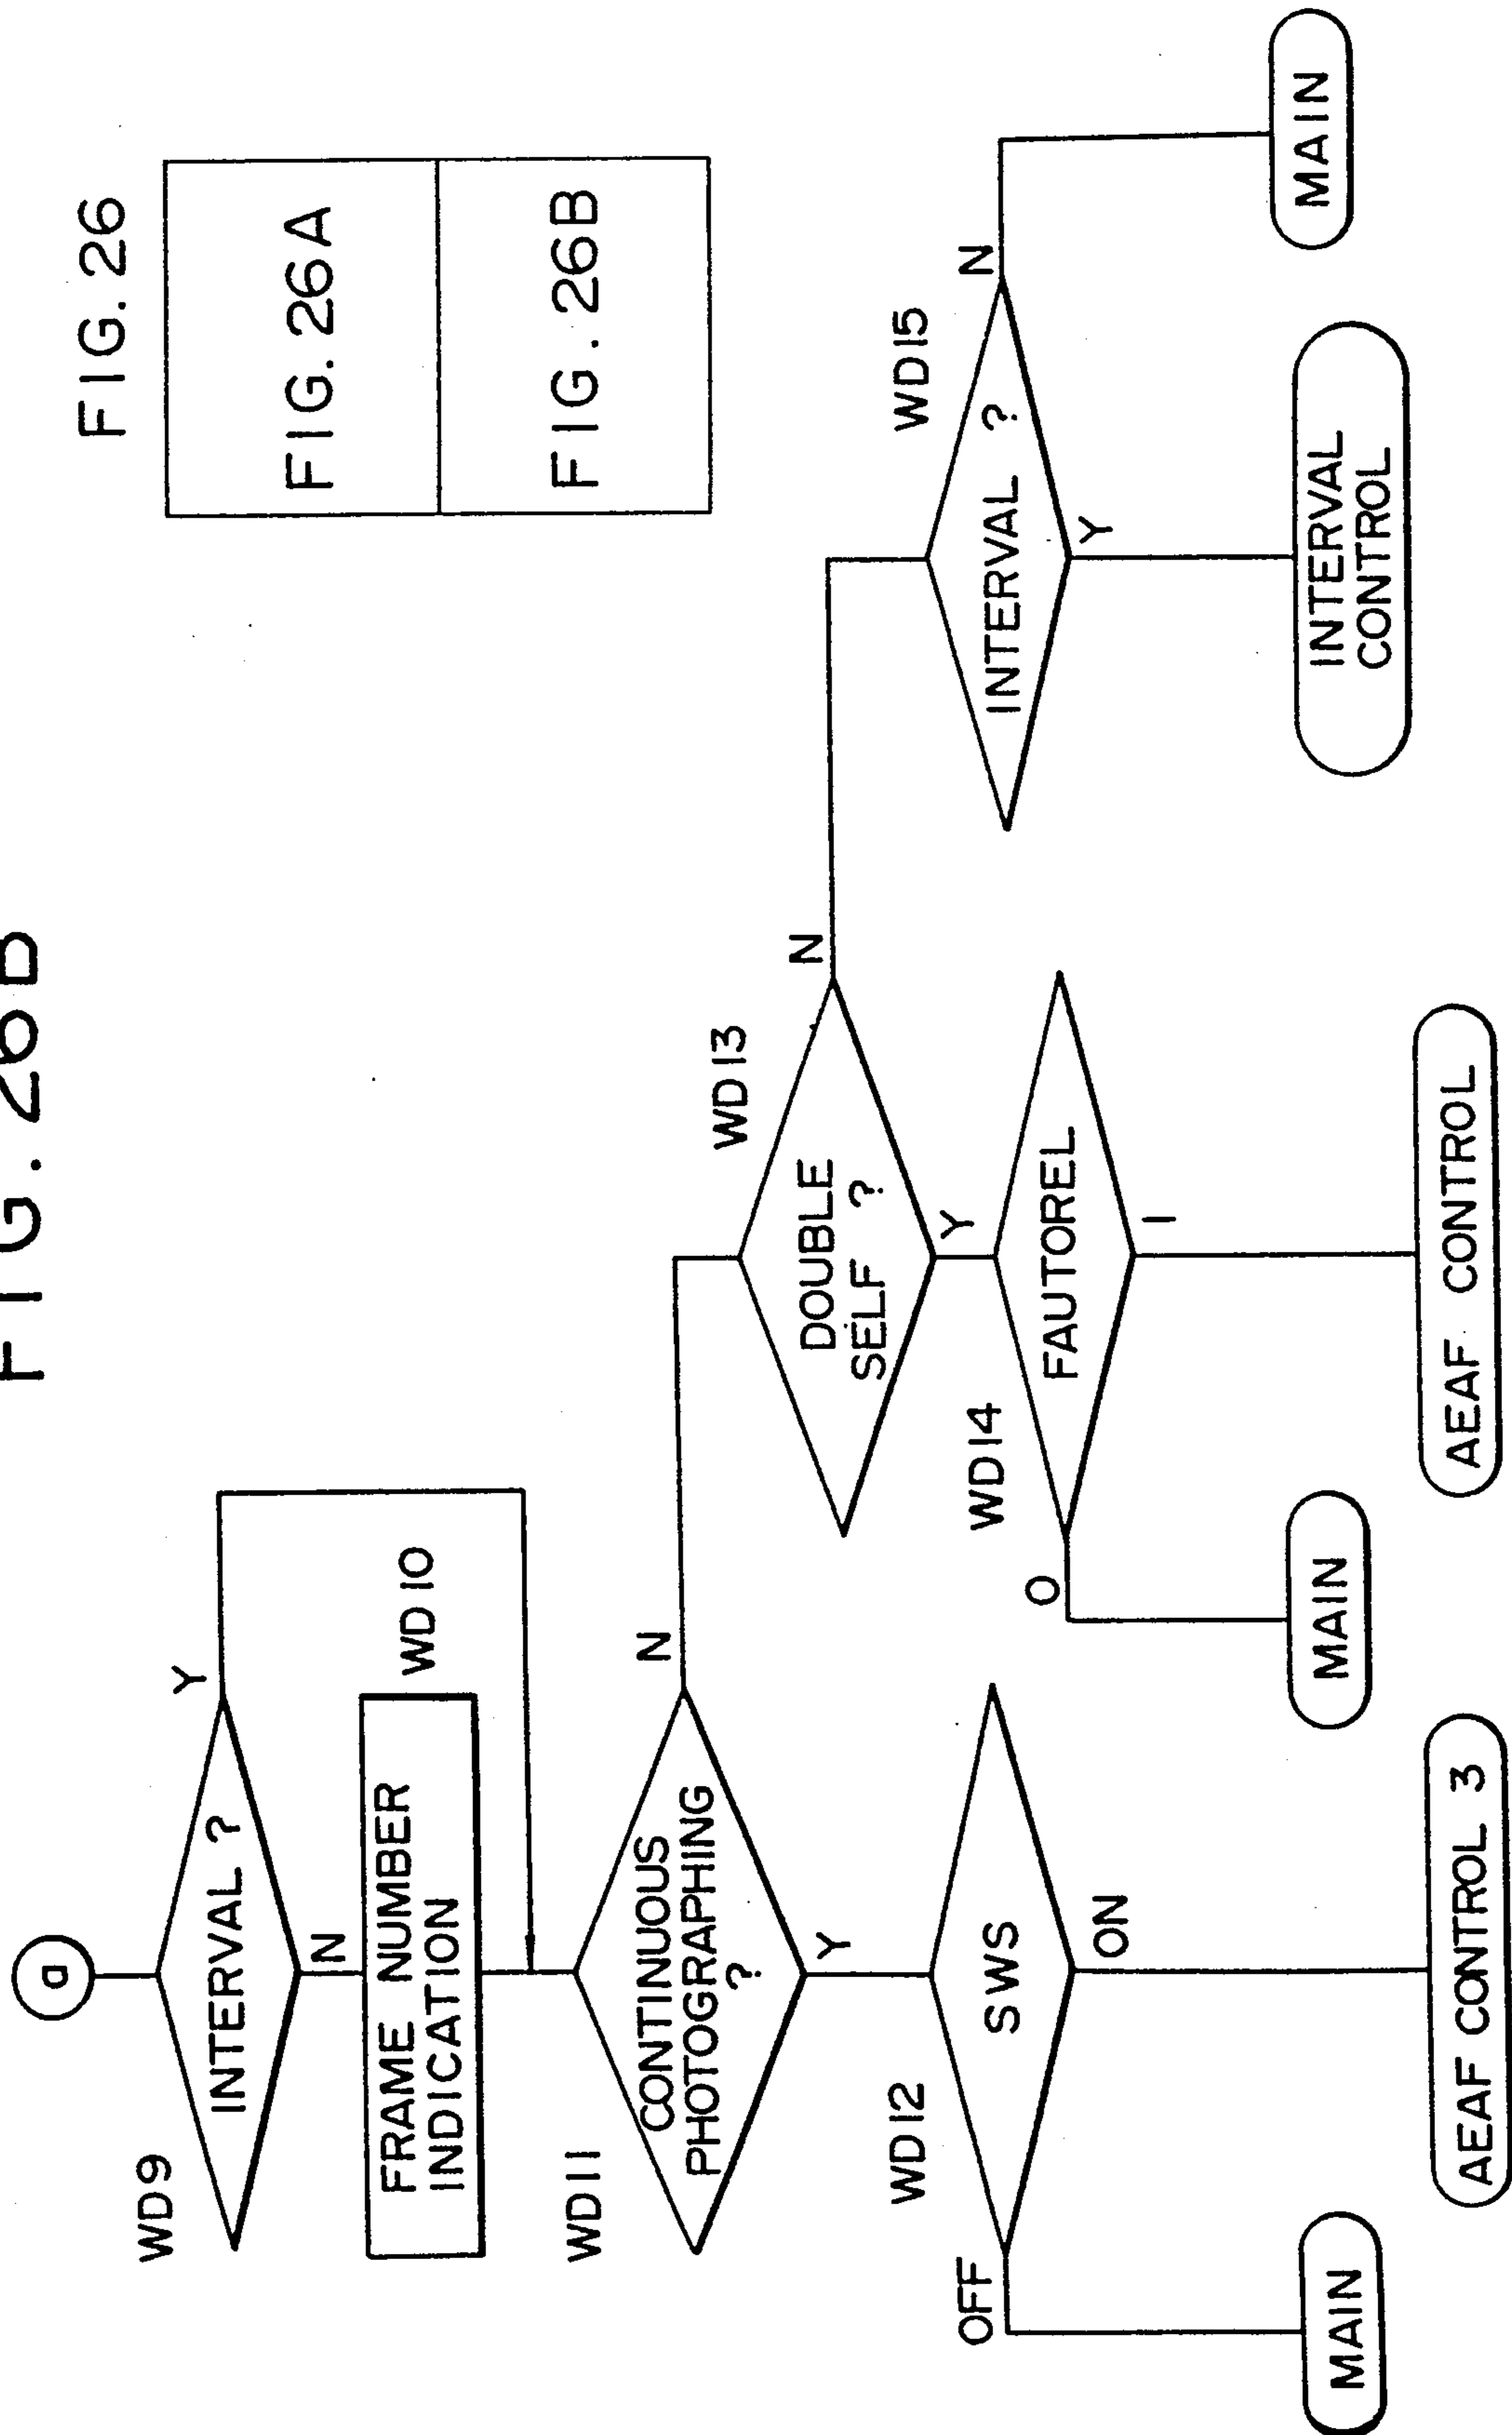 FIG. 26B
FIG. 26
FIG. 26A
FIG. 26B
a
WD9
INTERVAL ?
Y
N
FRAME NUMBER
INDICATION
WD10
WD11
CONTINUOUS
PHOTOGRAPHING
?
N
Y
WD12
SWS
OFF
ON
MAIN
AEAF CONTROL 3
WD13
DOUBLE
SELF ?
N
Y
WD14
FAUTOREL
0
1
MAIN
AEAF CONTROL
WD15
INTERVAL ?
N
Y
INTERVAL
CONTROL
MAIN